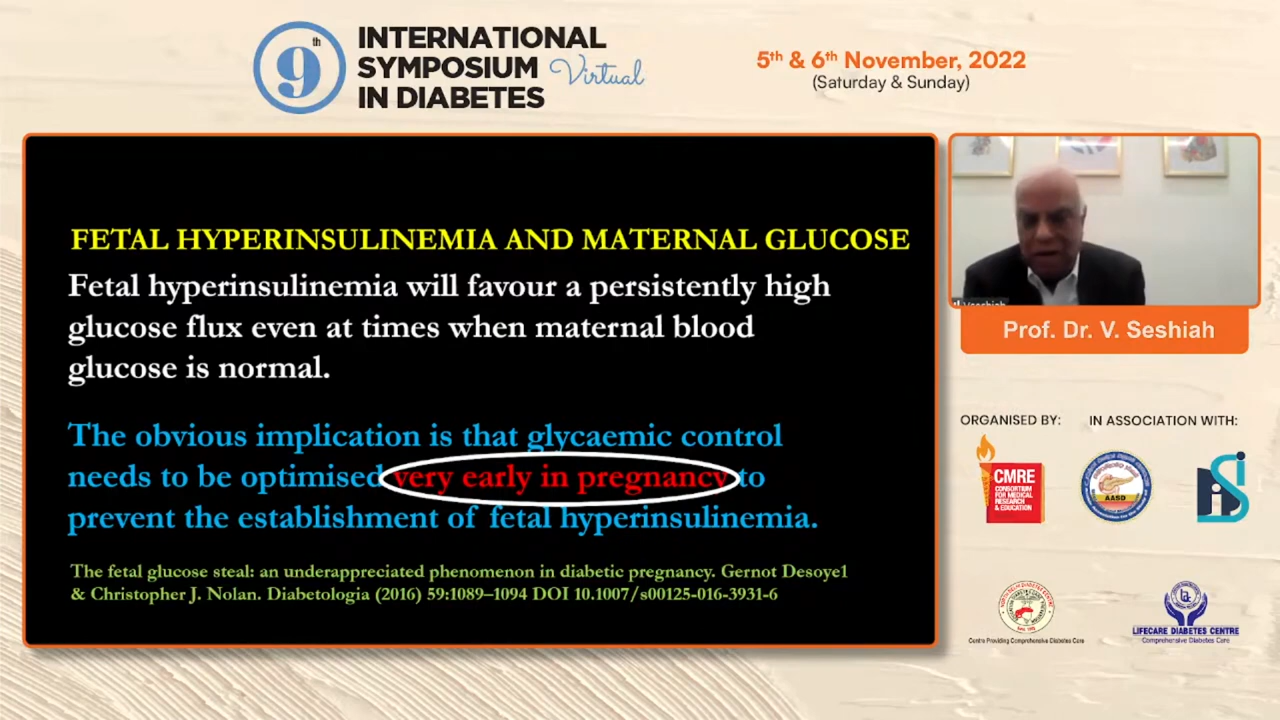 9th
INTERNATIONAL
SYMPOSIUM Virtual
IN DIABETES
5th & 6th November, 2022
(Saturday & Sunday)
FETAL HYPERINSULINEMIA AND MATERNAL GLUCOSE
Fetal hyperinsulinemia will favour a persistently high
glucose flux even at times when maternal blood
glucose is normal.
The obvious implication is that glycaemic control
needs to be optimised very early in pregnancy to
prevent the establishment of fetal hyperinsulinemia.
The fetal glucose steal: an underappreciated phenomenon in diabetic pregnancy. Gernot Desoye1
& Christopher J. Nolan. Diabetologia (2016) 59:1089–1094 DOI 10.1007/s00125-016-3931-6
Prof. Dr. V. Seshiah
ORGANISED BY:
IN ASSOCIATION WITH:
CMRE
CONSORTIUM
FOR MEDICAL
RESEARCH
& EDUCATION
AASD
Centre Providing Comprehensive Diabetes Care
LIFECARE DIABETES CENTRE
Comprehensive Diabetes Care